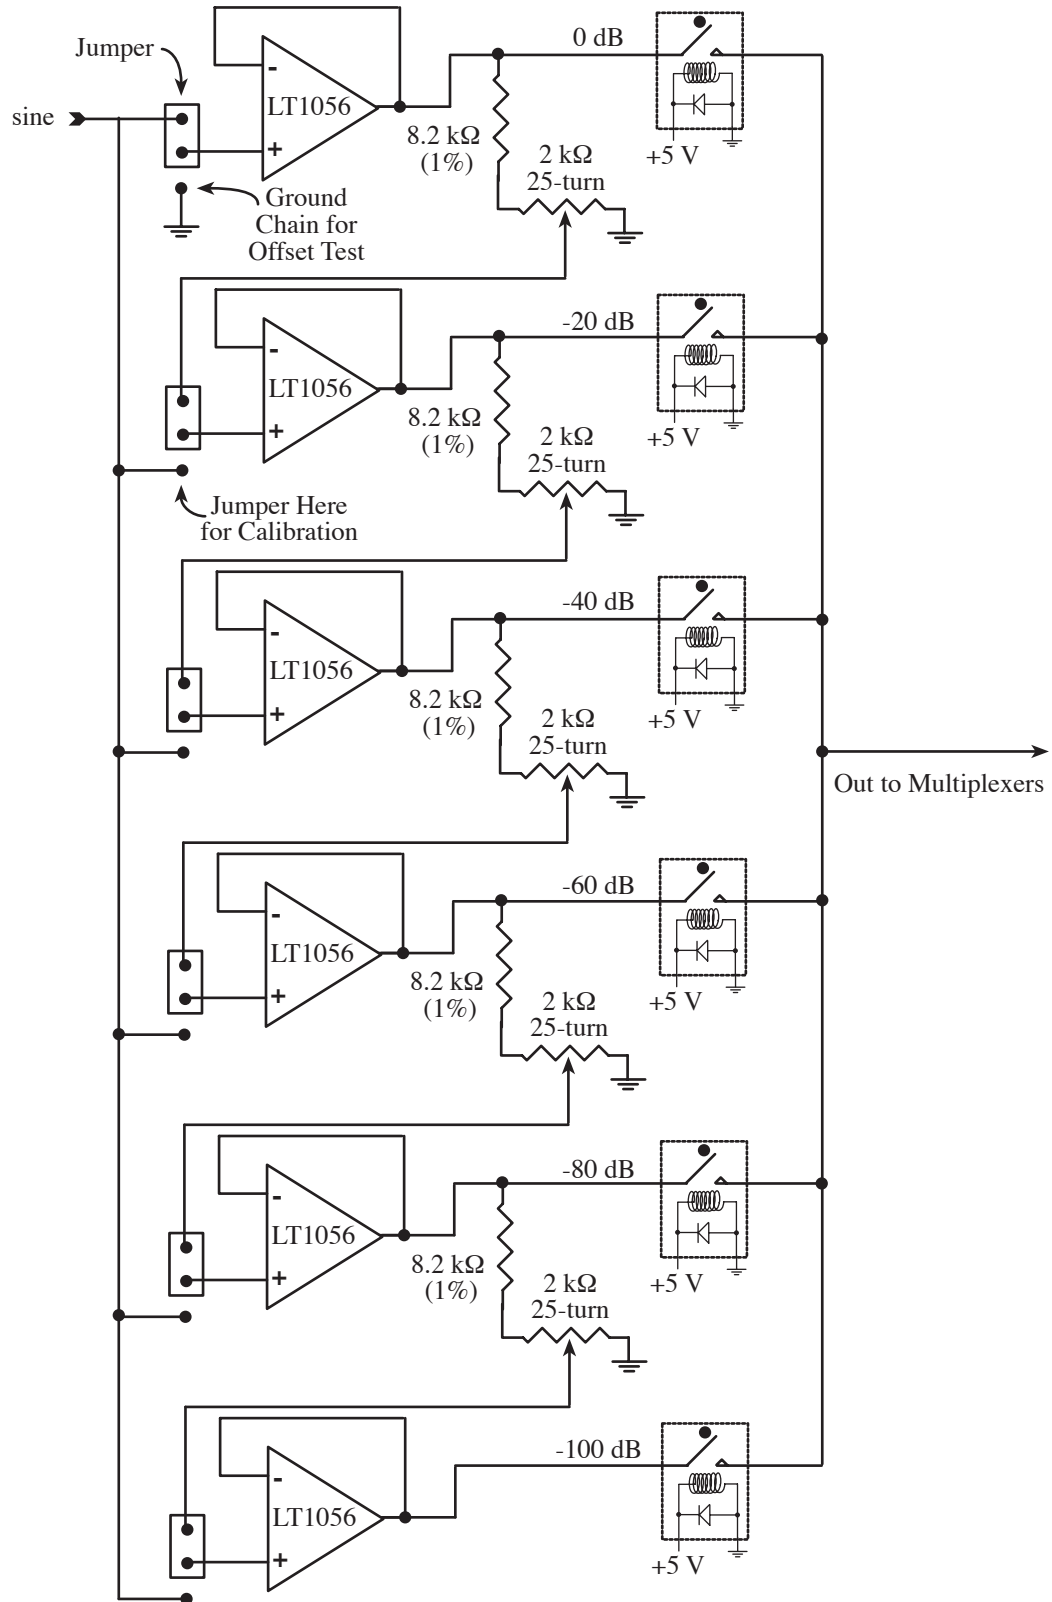 0 dB
Jumper
-
LT1056
sine
+
8.2 kΩ
(1%)
+5 V
2 kΩ
25-turn
Ground
Chain for
Offset Test
-20 dB
-
LT1056
8.2 kΩ
(1%)
+
+5 V
2 kΩ
25-turn
Jumper Here
for Calibration
-40 dB
-
LT1056
8.2 kΩ
(1%)
+
+5 V
2 kΩ
25-turn
Out to Multiplexers
-60 dB
-
LT1056
8.2 kΩ
(1%)
+
+5 V
2 kΩ
25-turn
-80 dB
-
LT1056
8.2 kΩ
(1%)
+
+5 V
2 kΩ
25-turn
-100 dB
-
LT1056
+
+5 V